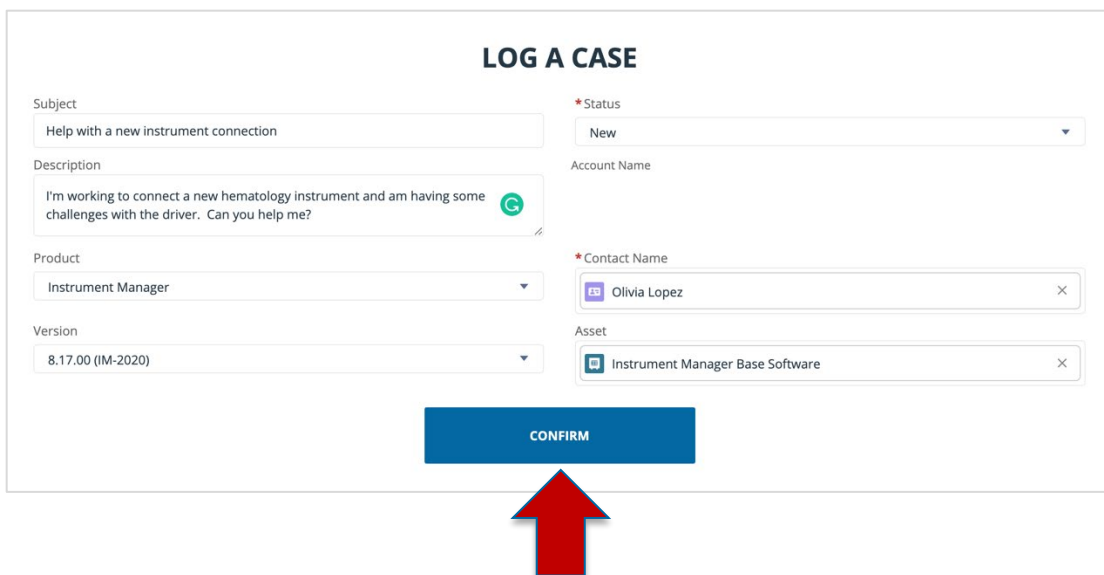 LOG A CASE
Subject
Help with a new instrument connection
*Status
New
Description
I'm working to connect a new hematology instrument and am having some
challenges with the driver.  Can you help me?
Account Name
Product
Instrument Manager
*Contact Name
Olivia Lopez
Version
8.17.00 (IM-2020)
Asset
Instrument Manager Base Software
CONFIRM